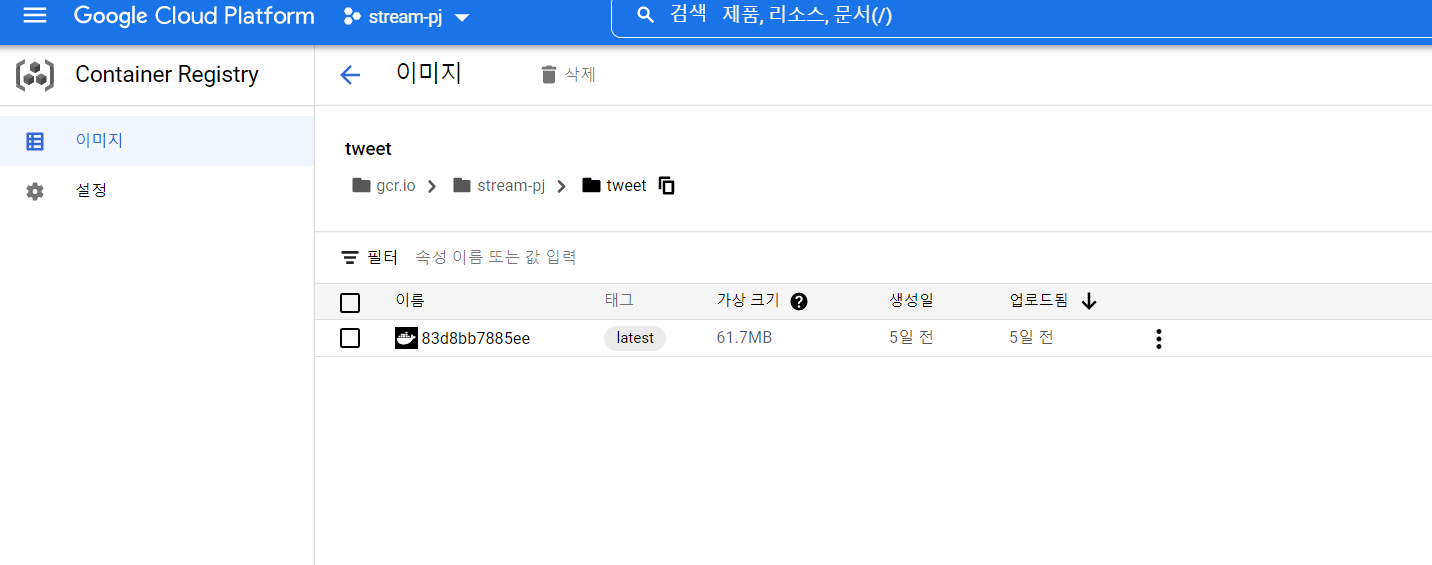 Google Cloud Platform stream-pj 검색 제품, 리소스, 문서(/)
Container Registry
이미지 삭제
이미지
설정
tweet
gcr.io stream-pj tweet
필터 속성 이름 또는 값 입력
이름 태그 가상 크기 ? 생성일 업로드됨
83d8bb7885ee latest 61.7MB 5일 전 5일 전